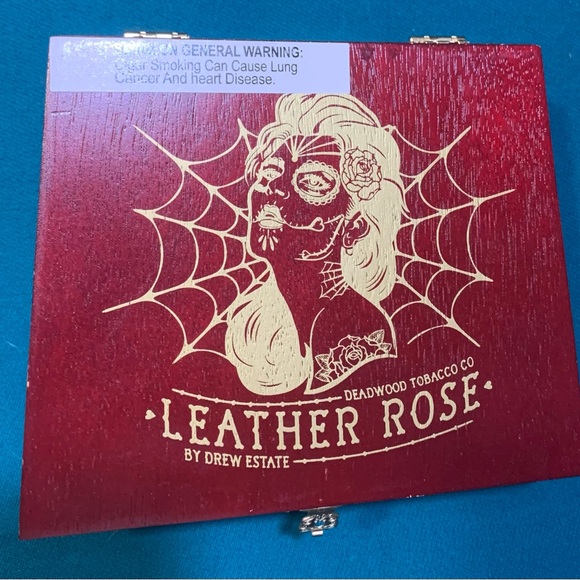 GENERAL WARNING:
Cigar Smoking Can Cause Lung
Cancer And heart Disease.
DEADWOOD TOBACCO CO
LEATHER ROSE
BY DREW ESTATE